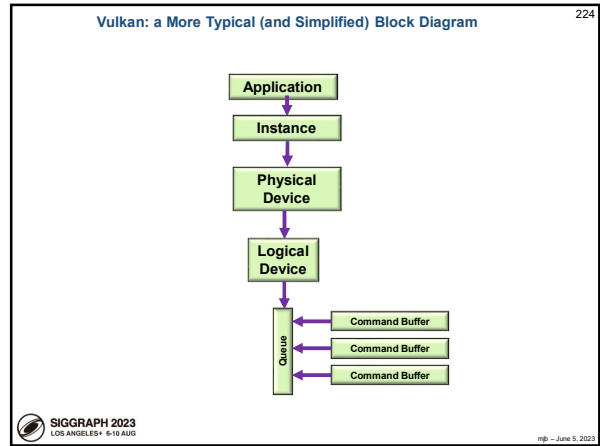 Vulkan: a More Typical (and Simplified) Block Diagram
224
Application
Instance
Physical
Device
Logical
Device
Queue
Command Buffer
Command Buffer
Command Buffer
SIGGRAPH 2023
LOS ANGELES+ 6-10 AUG
mjb – June 5, 2023